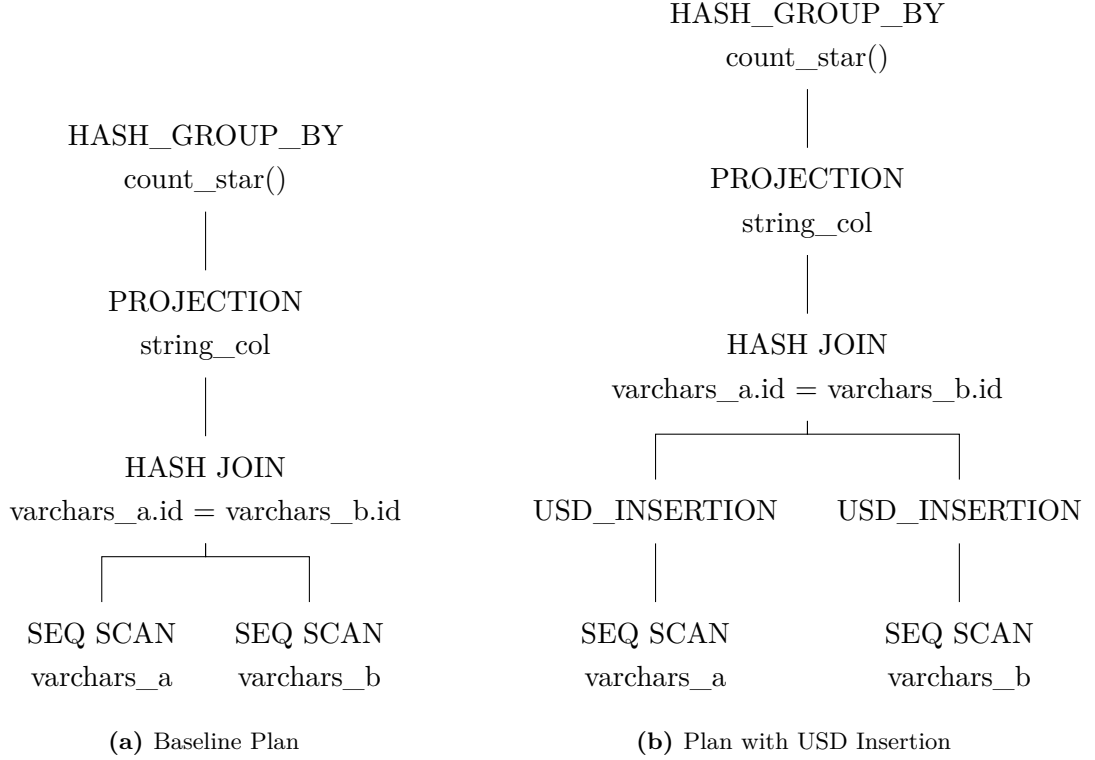 HASH_GROUP_BY
count_star()
PROJECTION
string_col
HASH JOIN
varchars_a.id = varchars_b.id
SEQ SCAN SEQ SCAN
varchars_a varchars_b
(a) Baseline Plan
HASH_GROUP_BY
count_star()
PROJECTION
string_col
HASH JOIN
varchars_a.id = varchars_b.id
USD_INSERTION USD_INSERTION
SEQ SCAN SEQ SCAN
varchars_a varchars_b
(b) Plan with USD Insertion